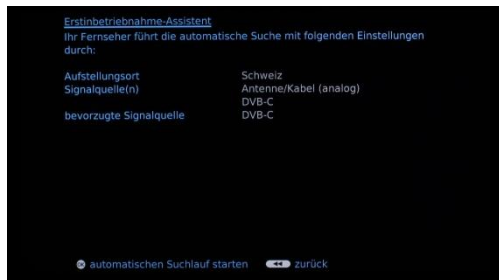 Erstinbetriebnahme-Assistent
Ihr Fernseher führt die automatische Suche mit folgenden Einstellungen
durch:
Aufstellungsort Schweiz
Signalquelle(n) Antenne/Kabel (analog)
DVB-C
bevorzugte Signalquelle DVB-C
OK automatischen Suchlauf starten ◄◄ zurück